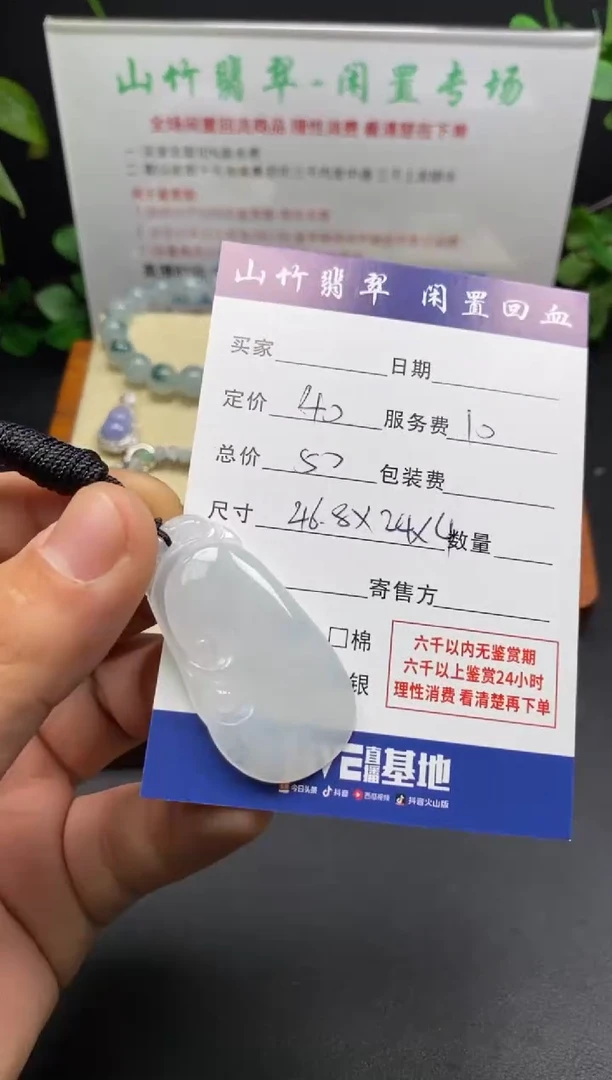 山竹翡翠-闲置专场
全场闲置回流商品 理性消费 看清楚在下单
山竹翡翠 闲置回血
买家 日期
定价 40 服务费 10
总价 50 包装费
尺寸 46.8X24X4 数量
寄售方
□棉
银
六千以内无鉴赏期
六千以上鉴赏24小时
理性消费 看清楚再下单
直播基地
今日头条 抖音 西瓜视频 抖音火山版